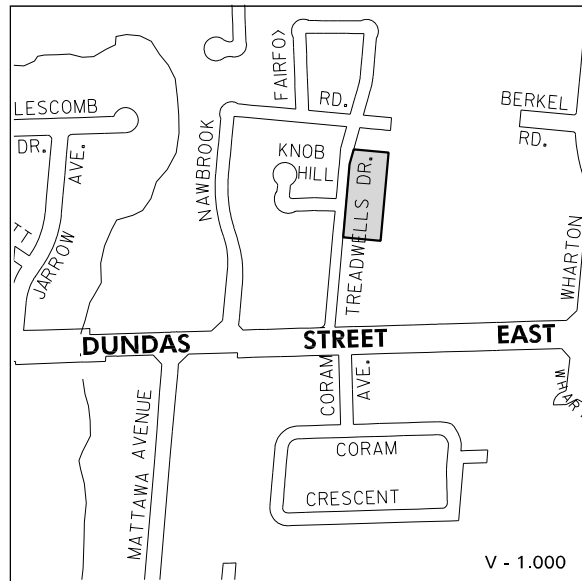 FAIRFO
LESCOMB
RD.
BERKEL
DR.
AVE.
NAWBROOK
KNOB
HILL
TREADWELLS DR.
RD.
JARROW
WHARTON
DUNDAS STREET EAST
CORAM
AVE.
WHAR
MATTAWA AVENUE
CORAM
CRESCENT
V - 1.000